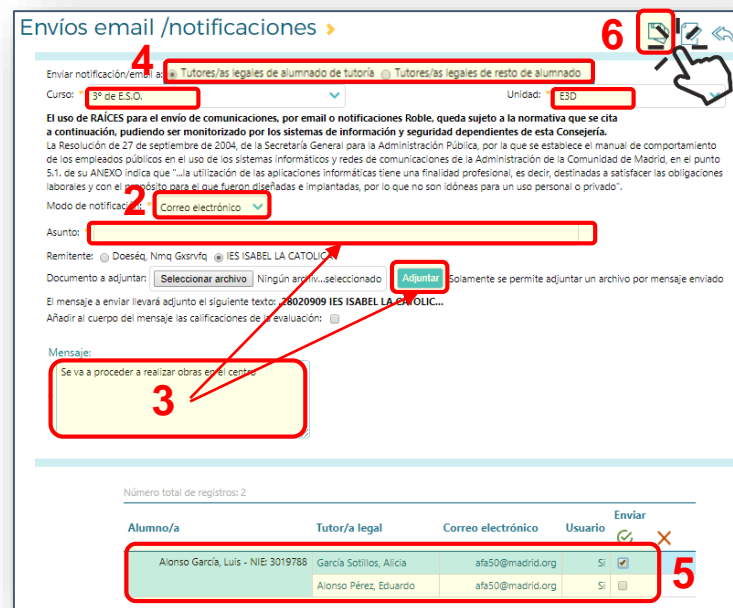 Envíos email /notificaciones
6
4
Enviar notificación/email a: Tutores/as legales de alumnado de tutoría Tutores/as legales de resto de alumnado
Curso: * 3º de E.S.O. Unidad: * E3D
El uso de RAÍCES para el envío de comunicaciones, por email o notificaciones Roble, queda sujeto a la normativa que se cita
a continuación, pudiendo ser monitorizado por los sistemas de información y seguridad dependientes de esta Consejería.
La Resolución de 27 de septiembre de 2004, de la Secretaría General para la Administración Pública, por la que se establece el manual de comportamiento
de los empleados públicos en el uso de los sistemas informáticos y redes de comunicaciones de la Administración de la Comunidad de Madrid, en el punto
5.1. de su ANEXO indica que "...la utilización de las aplicaciones informáticas tiene una finalidad profesional, es decir, destinadas a satisfacer las obligaciones
laborales y con el propósito para el que fueron diseñadas e implantadas, por lo que no son idóneas para un uso personal o privado".
2
Modo de notificación: * Correo electrónico
Asunto: *
Remitente: Doeséq, Nmq Gxsrvfq IES ISABEL LA CATOLICA
Documento a adjuntar: Seleccionar archivo Ningún archiv...seleccionado Adjuntar Solamente se permite adjuntar un archivo por mensaje enviado
El mensaje a enviar llevará adjunto el siguiente texto: .28020909 IES ISABEL LA CATOLIC...
Añadir al cuerpo del mensaje las calificaciones de la evaluación:
Mensaje:
Se va a proceder a realizar obras en el centro
3
Número total de registros: 2
Alumno/a Tutor/a legal Correo electrónico Usuario Enviar
Alonso García, Luis - NIE: 3019788 García Sotillos, Alicia afa50@madrid.org Sí
Alonso Pérez, Eduardo afa50@madrid.org Sí
5